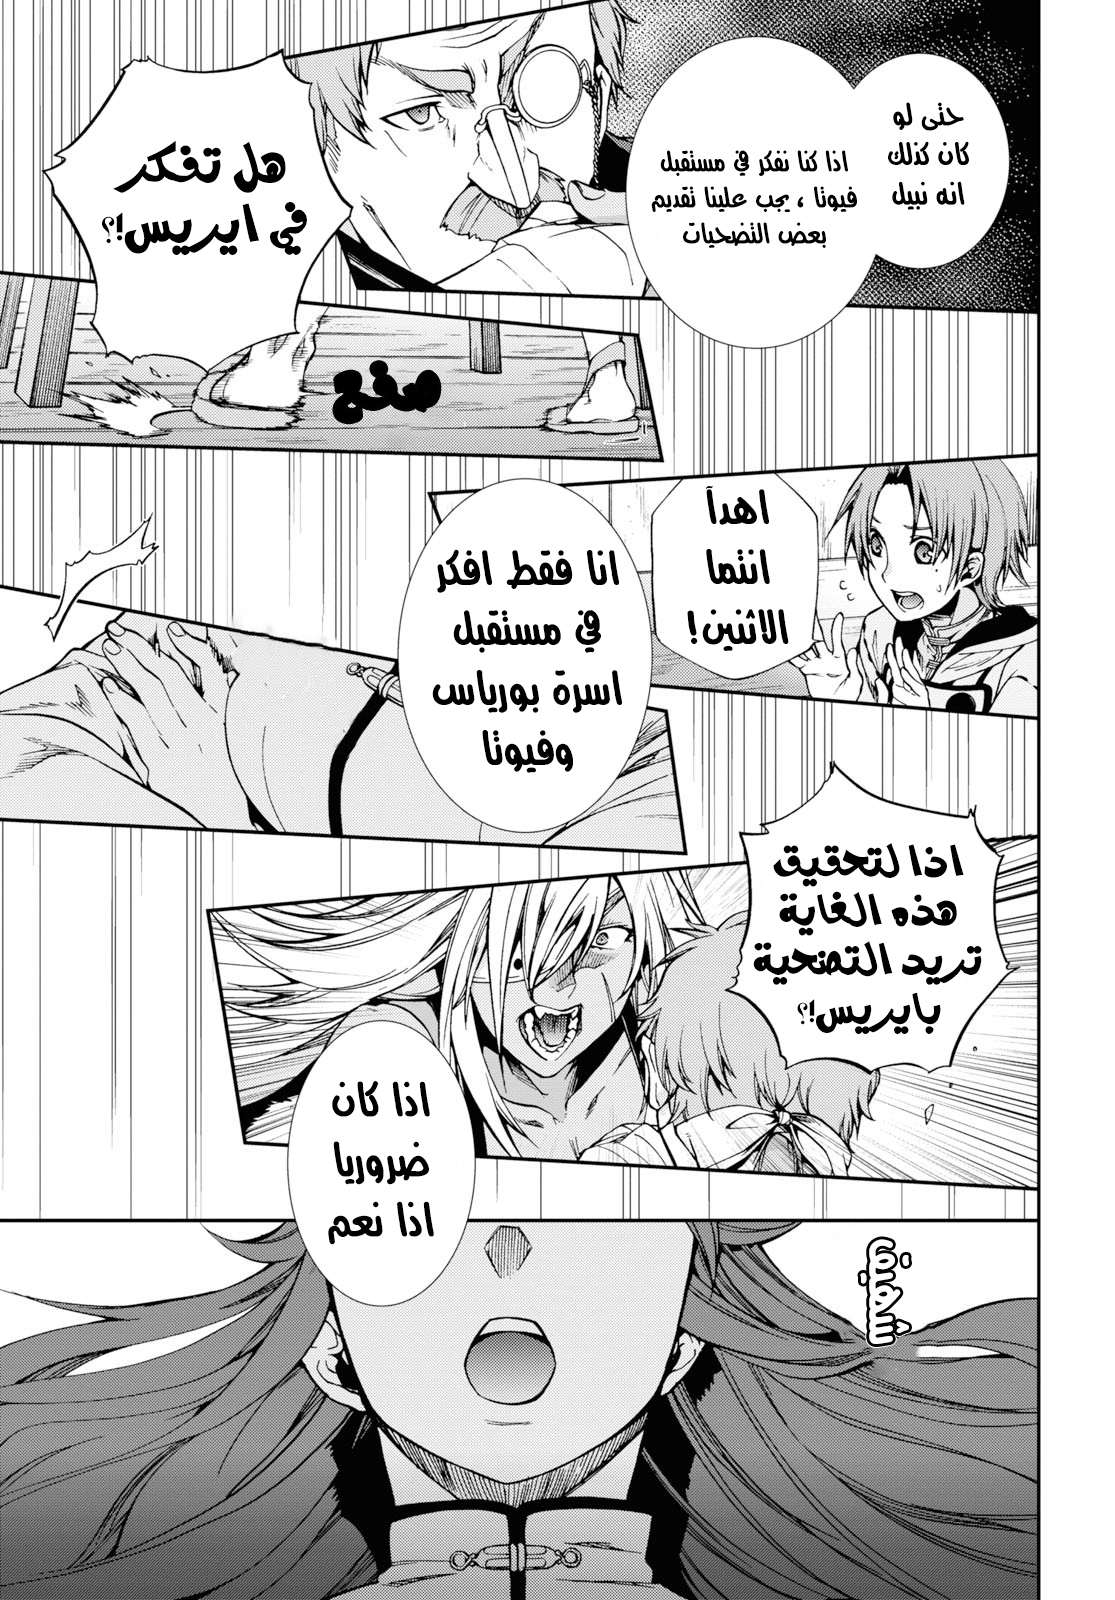 حتى لو
كان كذلك
انه نبيل
اذا كنا نفكر في مستقبل
فيوتا ، يجب علينا تقديم
بعض التضحيات
هل تفكر
في ايريس!؟
صفع
اهدآ
انتما
الاثنين!
انا فقط افكر
في مستقبل
اسرة بورياس
وفيوتا
اذا لتحقيق
هذه الغاية
تريد التضحية
بايريس!؟
اذا كان
ضروريا
اذا نعم
شهيق